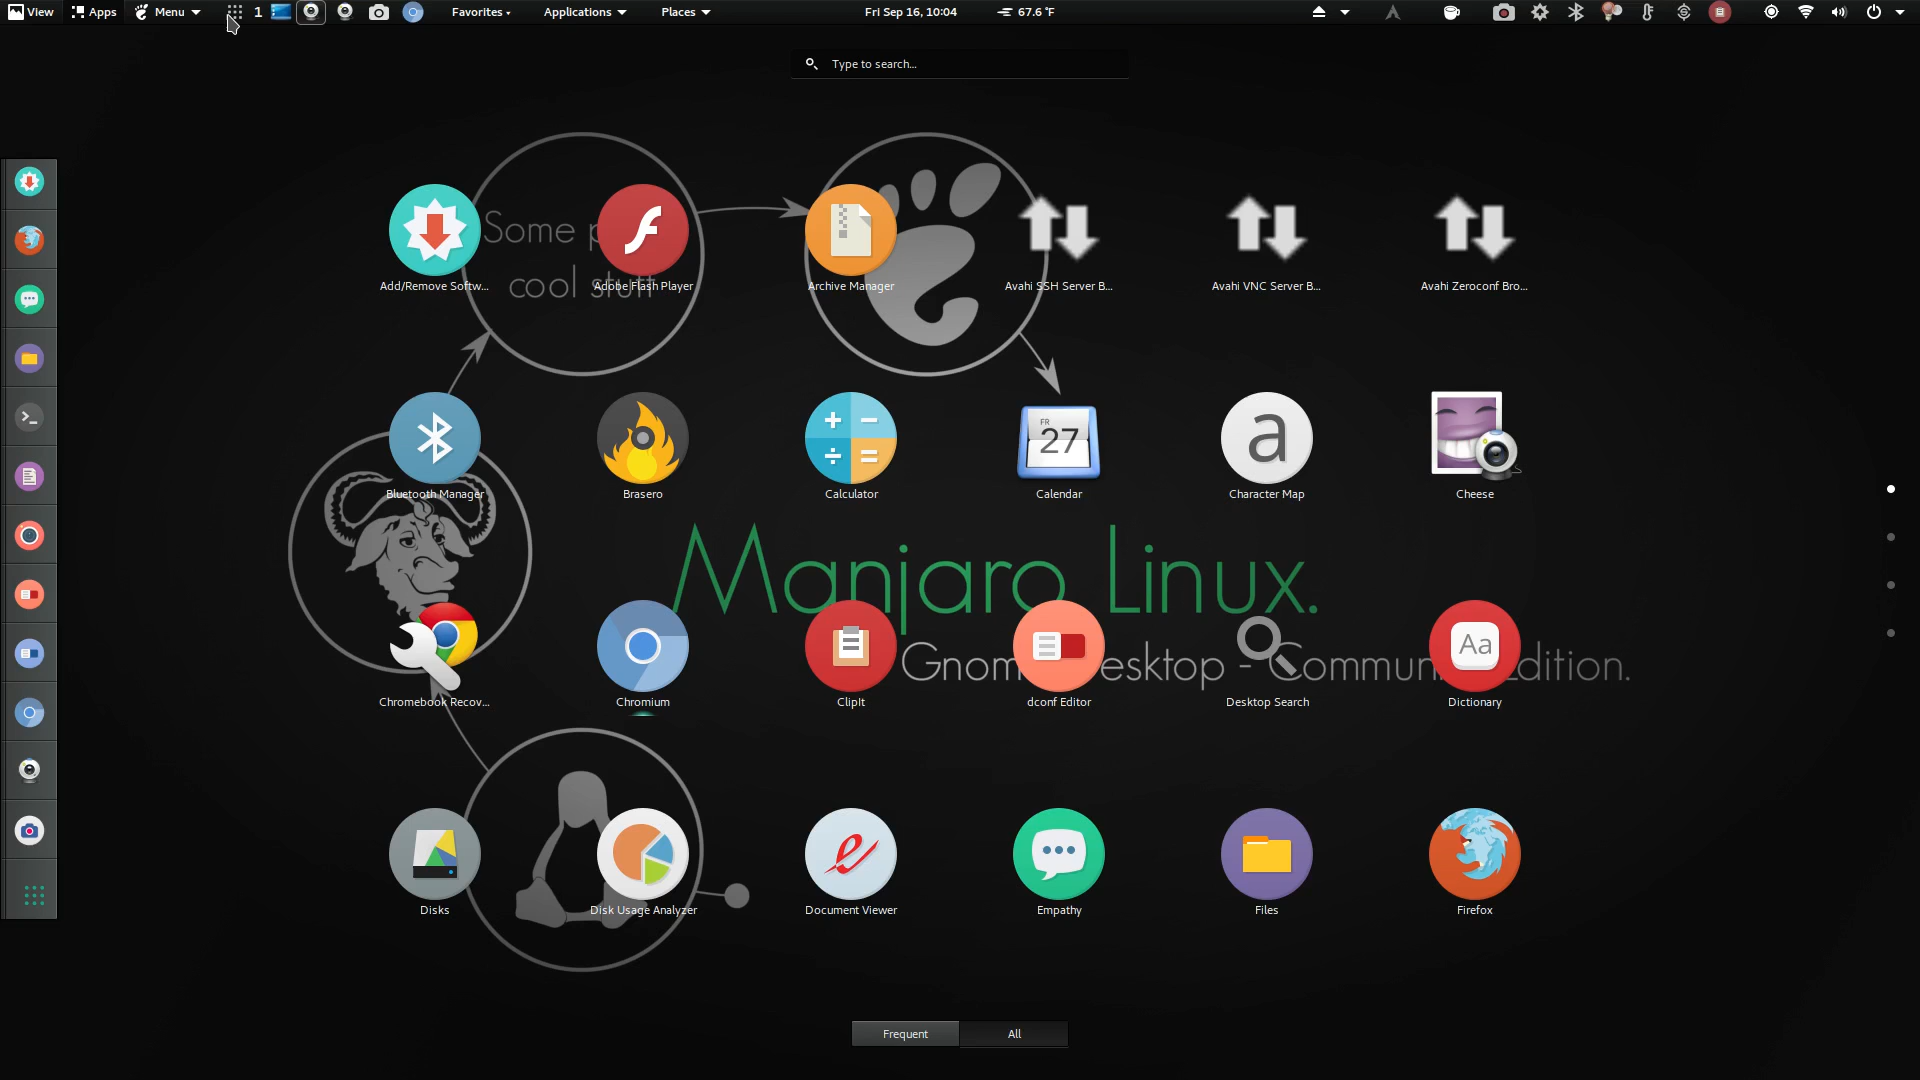 View Apps Menu 1 Favorites Applications Places Fri Sep 16, 10:04 67.6 °F
Type to search...
Some p
cool stuff
Add/Remove Softw...
Adobe Flash Player
Archive Manager
Avahi SSH Server B...
Avahi VNC Server B...
Avahi Zeroconf Bro...
FR
27
a
Bluetooth Manager
Brasero
Calculator
Calendar
Character Map
Cheese
Manjaro Linux.
Gnom esktop - Commun Edition.
Aa
Chromebook Recov...
Chromium
ClipIt
dconf Editor
Desktop Search
Dictionary
Disks
Disk Usage Analyzer
Document Viewer
Empathy
Files
Firefox
Frequent
All